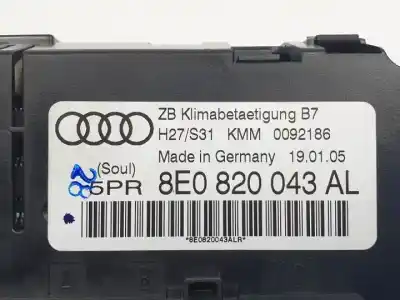 ZB Klimabetaetigung B7
H27/S31 KMM 0092186
Made in Germany 19.01.05
(Soul)
28
5PR 8E0 820 043 AL
*8E0820043ALR*